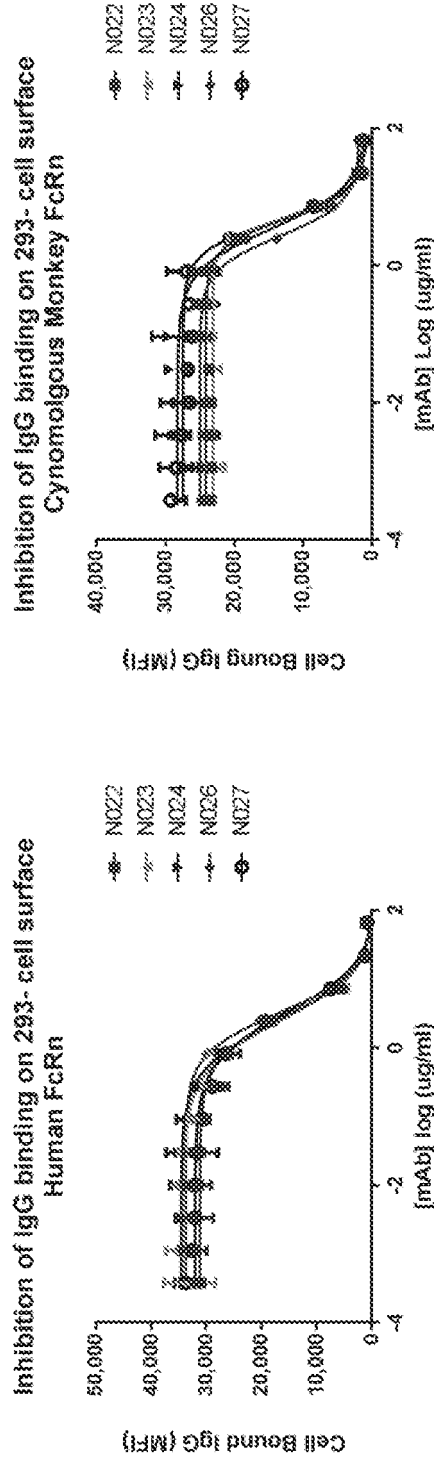 Inhibition of IgG binding on 293- cell surface
Human FcRn
Cell Bound IgG (MFI)
50,000
40,000
30,000
20,000
10,000
0
-4
-2
0
2
[mAb] log (ug/ml)
N022
N023
N024
N026
N027
Inhibition of IgG binding on 293- cell surface
Cynomolgous Monkey FcRn
Cell Boung IgG (MFI)
40,000
30,000
20,000
10,000
0
-4
-2
0
2
[mAb] Log (ug/ml)
N022
N023
N024
N026
N027